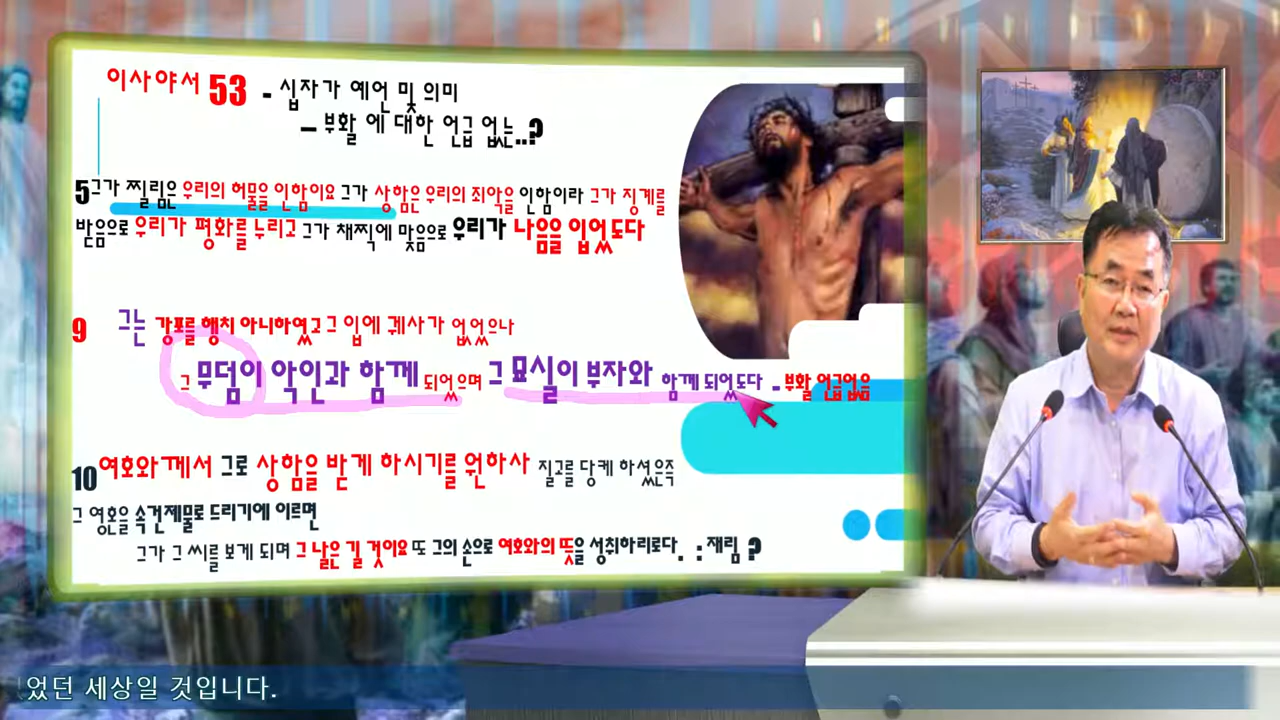 이사야서 53 - 십자가 예언 및 의미
– 부활 에 대한 언급 없는..?
5그가 찔림은 우리의 허물을 인함이요 그가 상함은 우리의 죄악을 인함이라 그가 징계를
받음으로 우리가 평화를 누리고 그가 채찍에 맞음으로 우리가 나음을 입었도다
9 그는 강포를 행치 아니하였고 그 입에 궤사가 없었으나
그 무덤이 악인과 함께 되었으며 그 묘실이 부자와 함께 되었도다 - 부활 언급없음
10여호와께서 그로 상함을 받게 하시기를 원하사 질고를 당케 하셨은즉
그 영혼을 속건제물로 드리기에 이르면
그가 그 씨를 보게 되며 그 날은 길 것이요 또 그의 손으로 여호와의 뜻을 성취하리로다. : 재림 ?
었던 세상일 것입니다.